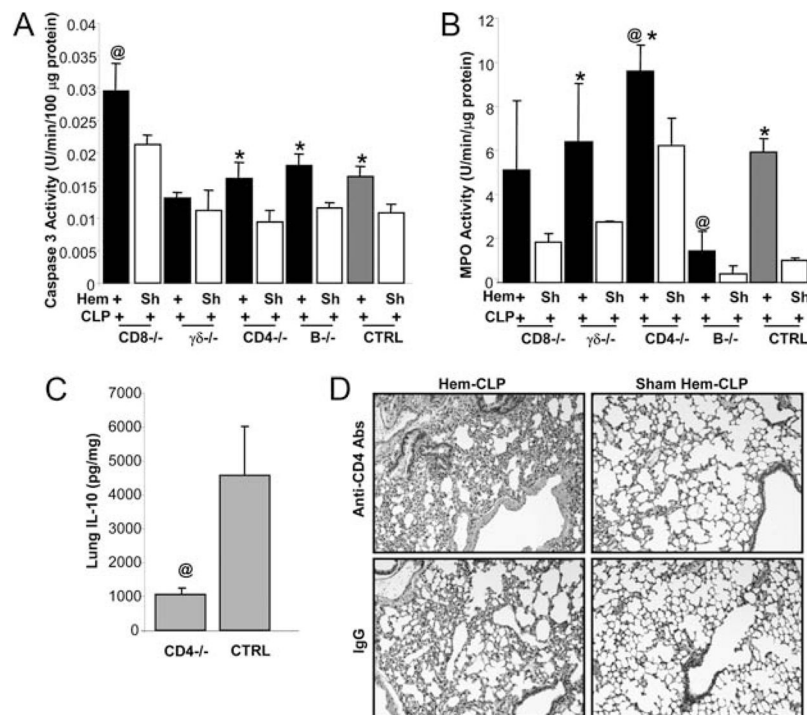 A
Caspase 3 Activity (U/min/100 µg protein)
0.04
0.035
0.03
0.025
0.02
0.015
0.01
0.005
0
@
*
*
*
Hem + Sh + Sh + Sh + Sh + Sh
CLP + + + + + + + + + +
CD8-/- γδ-/- CD4-/- B-/- CTRL
B
MPO Activity (U/min/µg protein)
12
10
8
6
4
2
0
*
@ *
@
*
Hem + Sh + Sh + Sh + Sh + Sh
CLP + + + + + + + + + +
CD8-/- γδ-/- CD4-/- B-/- CTRL
C
Lung IL-10 (pg/mg)
7000
6000
5000
4000
3000
2000
1000
0
@
CD4-/- CTRL
D
Hem-CLP Sham Hem-CLP
Anti-CD4 Abs
IgG